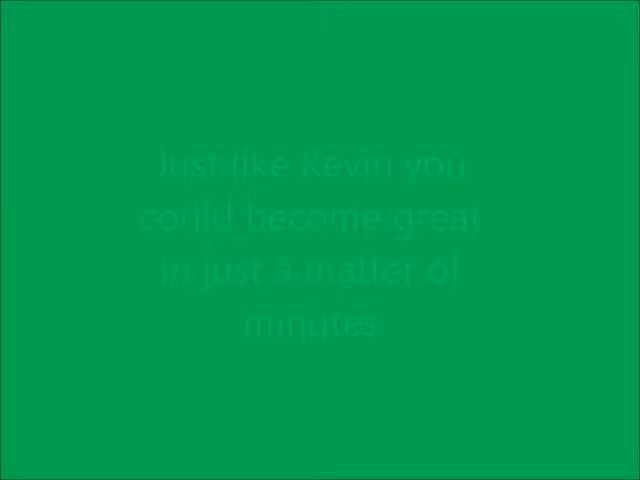 Just like Kevin you
could become great
in just a matter of
minutes